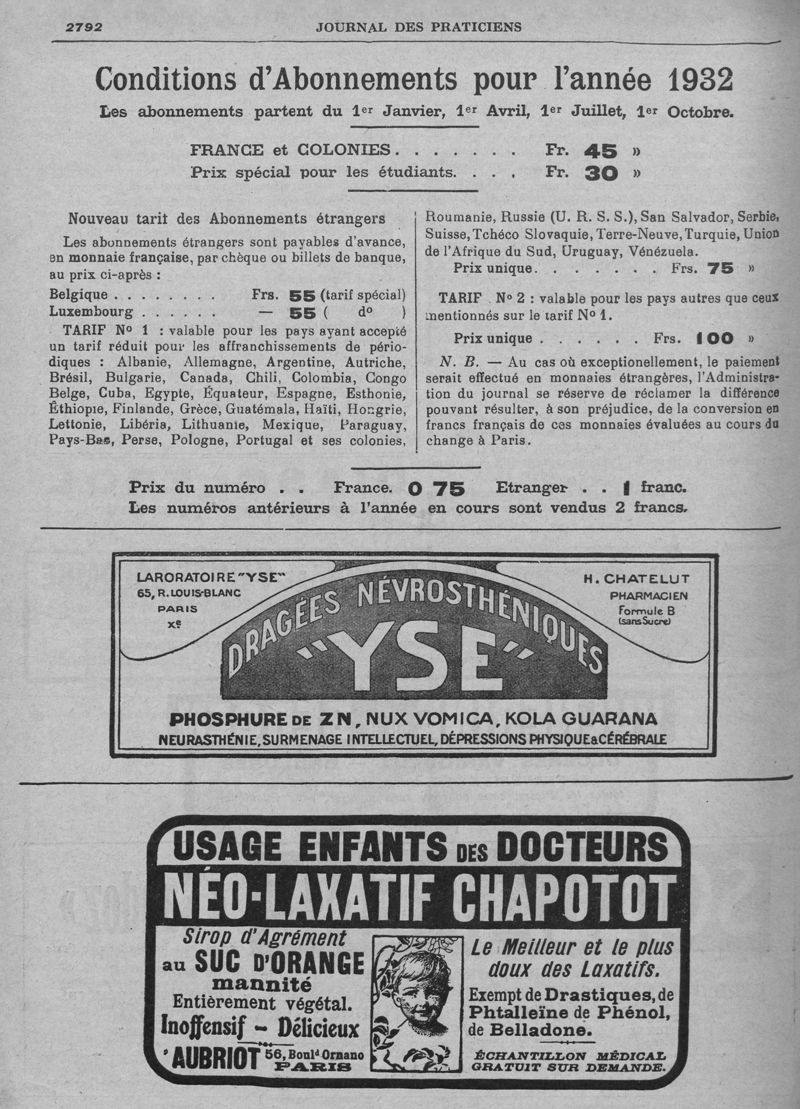 2792
JOURNAL DES PRATICIENS
Conditions d'Abonnements pour l'année 1932
Les abonnements partent du 1er Janvier, 1er Avril, 1er Juillet, 1er Octobre.
FRANCE et COLONIES. . . . . . . Fr. 45 »
Prix spécial pour les étudiants. . . . Fr. 30 »
Nouveau tarif des Abonnements étrangers
Les abonnements étrangers sont payables d'avance,
en monnaie française, par chèque ou billets de banque,
au prix ci-après :
Belgique . . . . . . . . Frs. 55 (tarif spécial)
Luxembourg . . . . . . — 55 ( do )
TARIF No 1 : valable pour les pays ayant accepté
un tarif réduit pour les affranchissements de pério-
diques : Albanie, Allemagne, Argentine, Autriche,
Brésil, Bulgarie, Canada, Chili, Colombia, Congo
Belge, Cuba, Egypte, Équateur, Espagne, Esthonie,
Éthiopie, Finlande, Grèce, Guatémala, Haïti, Hongrie,
Lettonie, Libéria, Lithuanie, Mexique, Paraguay,
Pays-Bas, Perse, Pologne, Portugal et ses colonies,
Roumanie, Russie (U. R. S. S.), San Salvador, Serbie,
Suisse, Tchéco Slovaquie, Terre-Neuve, Turquie, Union
de l'Afrique du Sud, Uruguay, Vénézuela.
Prix unique. . . . . . . . Frs. 75 »
TARIF No 2 : valable pour les pays autres que ceux
mentionnés sur le tarif No 1.
Prix unique . . . . . . Frs. 100 »
N. B. — Au cas où exceptionellement, le paiement
serait effectué en monnaies étrangères, l'Administra-
tion du journal se réserve de réclamer la différence
pouvant résulter, à son préjudice, de la conversion en
francs français de ces monnaies évaluées au cours du
change à Paris.
Prix du numéro . . France. 0 75 Etranger . . 1 franc.
Les numéros antérieurs à l'année en cours sont vendus 2 francs.
LARORATOIRE "YSE"
65, R. LOUIS-BLANC
PARIS
Xe
H. CHATELUT
PHARMACIEN
Formule B
(sans Sucre)
DRAGÉES NÉVROSTHÉNIQUES
"YSE"
PHOSPHURE DE ZN, NUX VOMICA, KOLA GUARANA
NEURASTHÉNIE, SURMENAGE INTELLECTUEL, DÉPRESSIONS PHYSIQUE & CÉRÉBRALE
USAGE ENFANTS DES DOCTEURS
NÉO-LAXATIF CHAPOTOT
Sirop d'Agrément
au SUC D'ORANGE
mannité
Entièrement végétal.
Inoffensif - Délicieux
AUBRIOT 56, Bould Ornano
PARIS
Le Meilleur et le plus
doux des Laxatifs.
Exempt de Drastiques, de
Phtalleïne de Phénol,
de Belladone.
ÉCHANTILLON MÉDICAL
GRATUIT SUR DEMANDE.